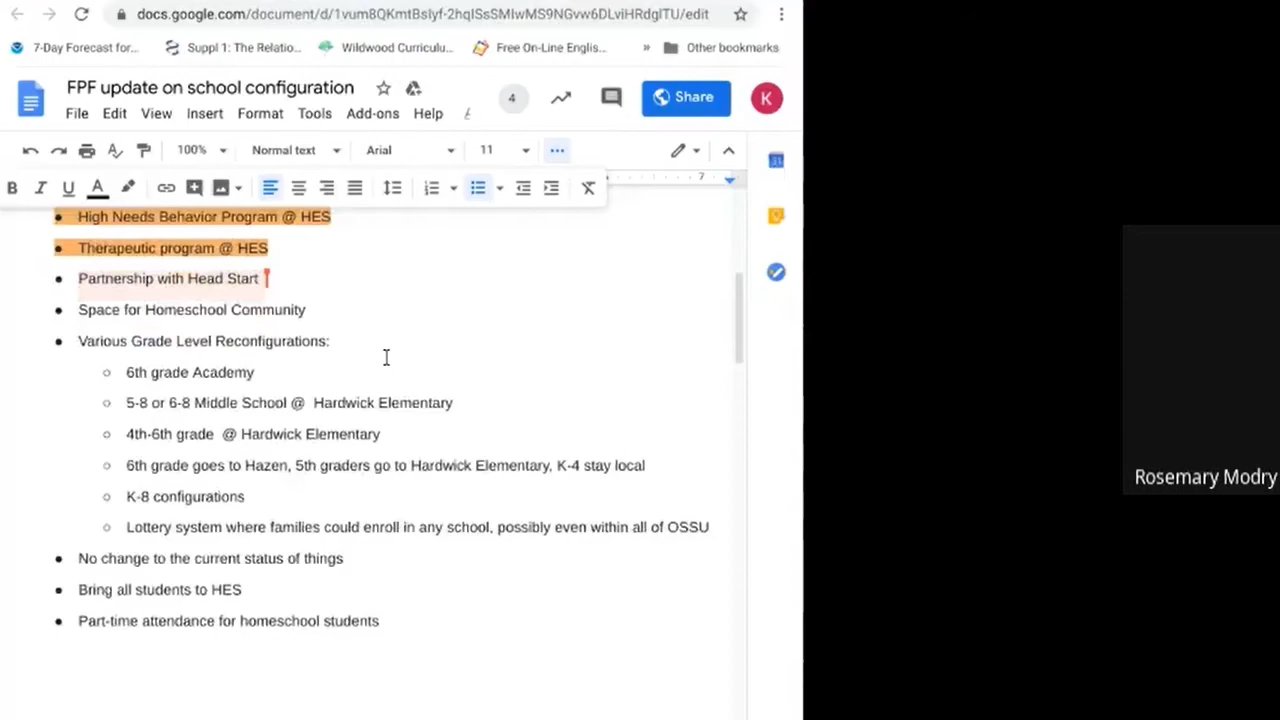 docs.google.com/document/d/1vum8QKmtBsIyf-2hqISsSMIwMS9NGvw6DLviHRdgITU/edit
7-Day Forecast for...
Suppl 1: The Relatio...
Wildwood Curriculu...
Free On-Line Englis...
»
Other bookmarks
FPF update on school configuration
4
Share
K
File Edit View Insert Format Tools Add-ons Help
100% Normal text Arial 11
B I U A
7
• High Needs Behavior Program @ HES
• Therapeutic program @ HES
• Partnership with Head Start
• Space for Homeschool Community
• Various Grade Level Reconfigurations:
○ 6th grade Academy
○ 5-8 or 6-8 Middle School @ Hardwick Elementary
○ 4th-6th grade @ Hardwick Elementary
○ 6th grade goes to Hazen, 5th graders go to Hardwick Elementary, K-4 stay local
○ K-8 configurations
○ Lottery system where families could enroll in any school, possibly even within all of OSSU
• No change to the current status of things
• Bring all students to HES
• Part-time attendance for homeschool students
Rosemary Modry